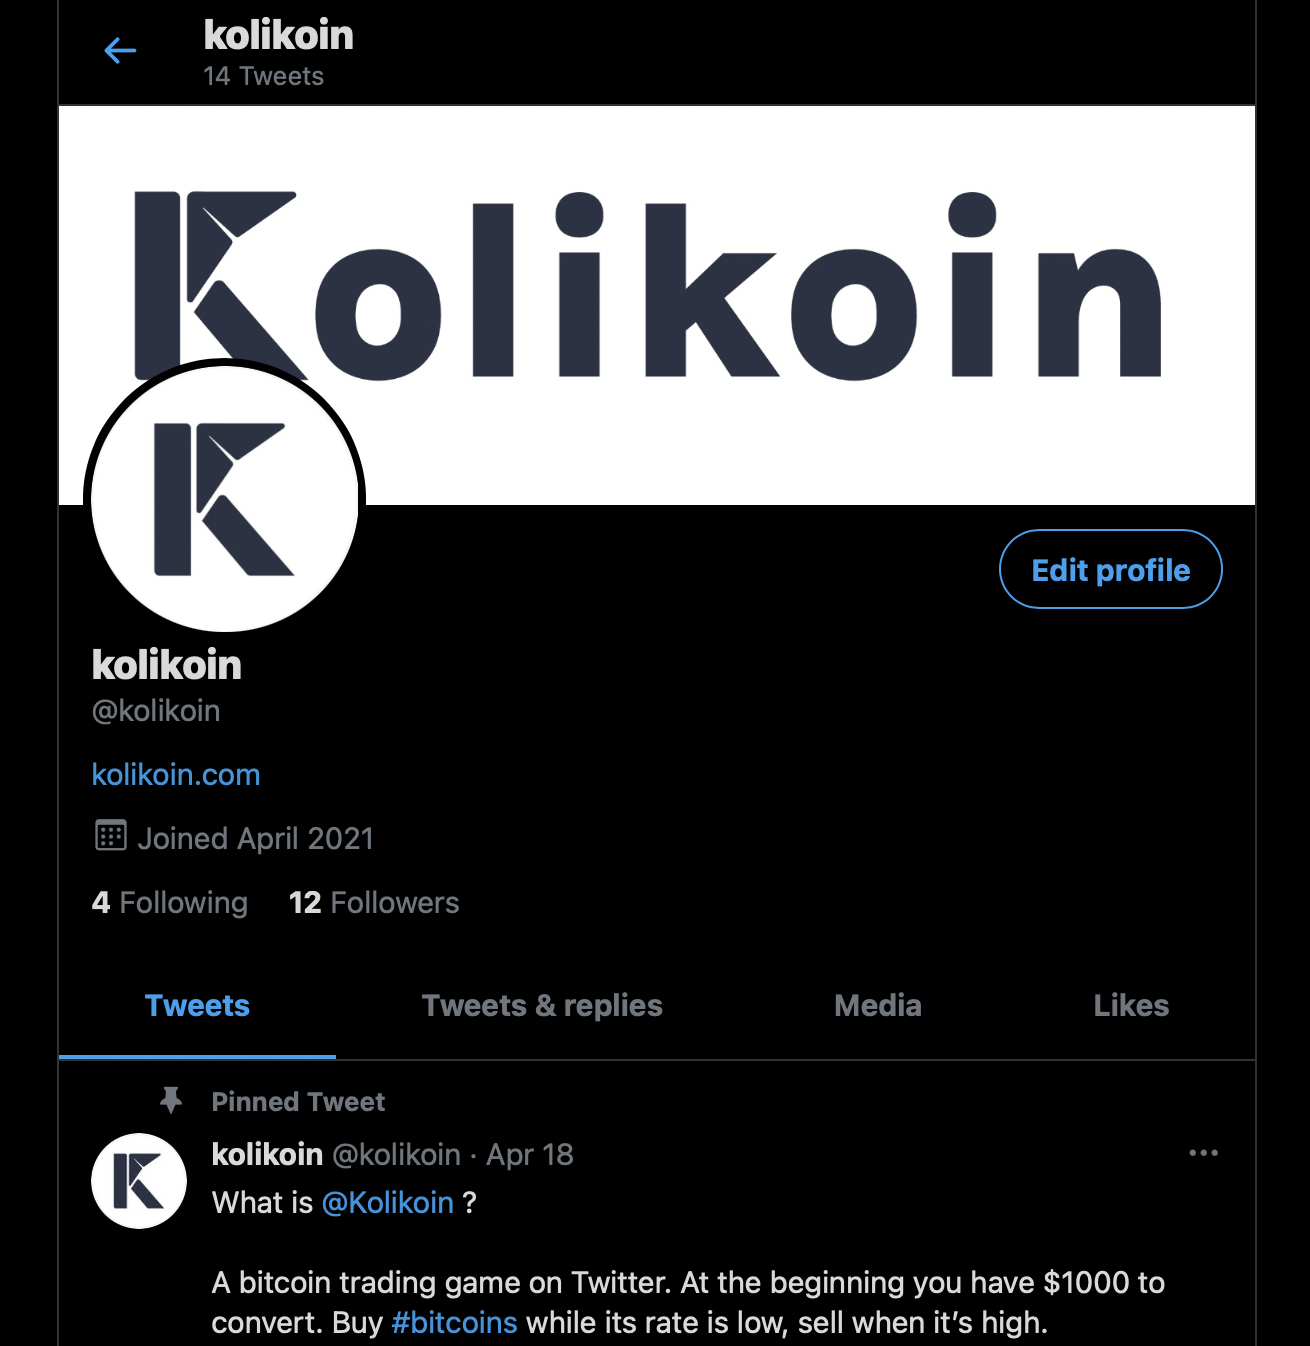 kolikoin
14 Tweets
Kolikoin
K
Edit profile
kolikoin
@kolikoin
kolikoin.com
Joined April 2021
4 Following 12 Followers
Tweets Tweets & replies Media Likes
Pinned Tweet
K
kolikoin @kolikoin · Apr 18
What is @Kolikoin ?
A bitcoin trading game on Twitter. At the beginning you have $1000 to
convert. Buy #bitcoins while its rate is low, sell when it’s high.